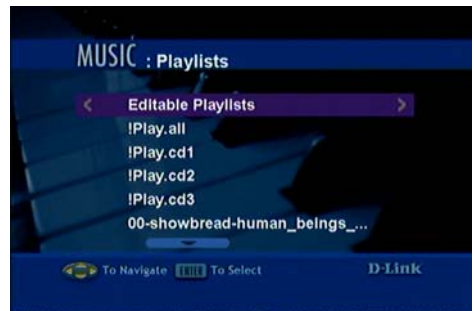 MUSIC : Playlists
Editable Playlists
!Play.all
!Play.cd1
!Play.cd2
!Play.cd3
00-showbread-human_beings_...
To Navigate ENTER To Select
D-Link